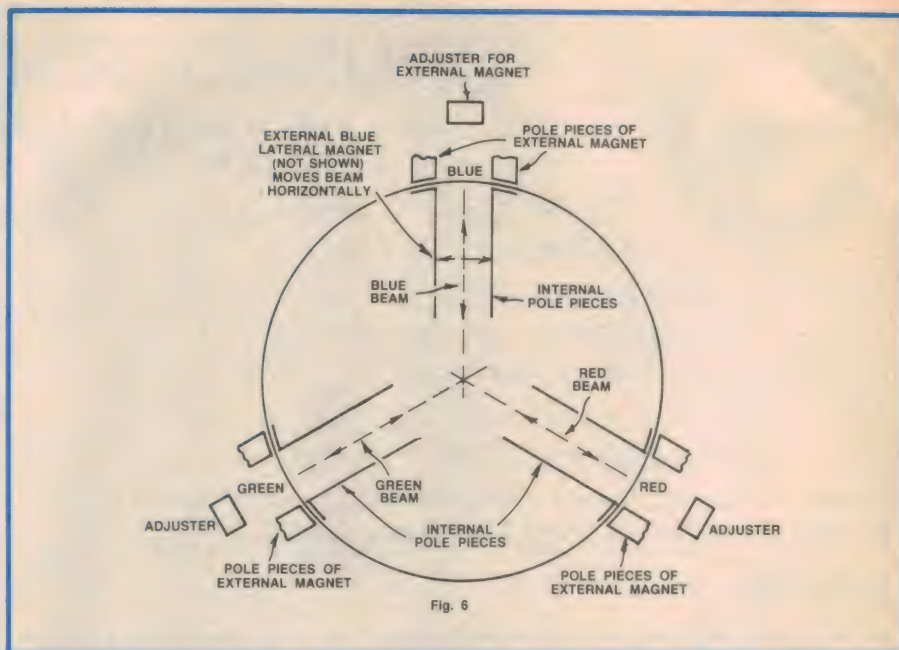 ADJUSTER FOR
EXTERNAL MAGNET
EXTERNAL BLUE
LATERAL MAGNET
(NOT SHOWN)
MOVES BEAM
HORIZONTALLY
POLE PIECES OF
EXTERNAL MAGNET
BLUE
BLUE
BEAM
INTERNAL
POLE PIECES
RED
BEAM
GREEN
GREEN
BEAM
RED
ADJUSTER
INTERNAL
POLE PIECES
ADJUSTER
POLE PIECES OF
EXTERNAL MAGNET
POLE PIECES OF
EXTERNAL MAGNET
Fig. 6